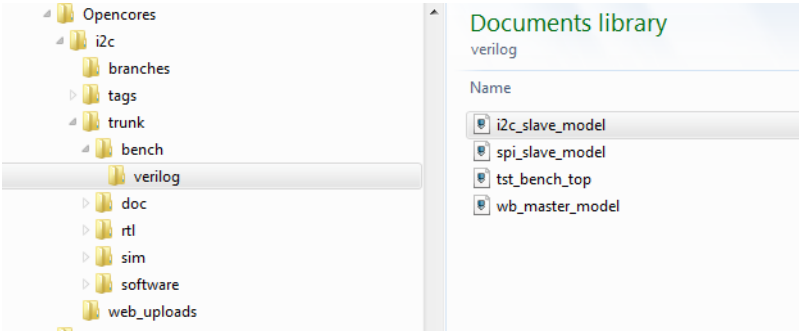 Opencores
i2c
branches
tags
trunk
bench
verilog
doc
rtl
sim
software
web_uploads
Documents library
verilog
Name
i2c_slave_model
spi_slave_model
tst_bench_top
wb_master_model